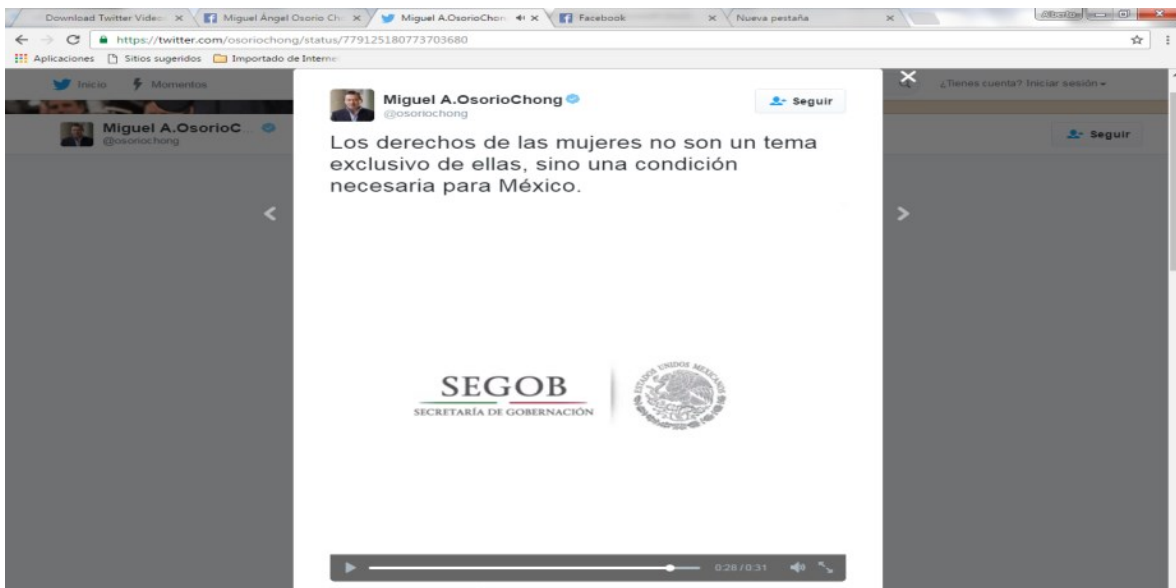 Download Twitter Video
Miguel Ángel Osorio Ch
Miguel A.OsorioChon
Facebook
Nueva pestaña
https://twitter.com/osoriochong/status/779125180773703680
Aplicaciones
Sitios sugeridos
Importado de Interne
Inicio
Momentos
¿Tienes cuenta? Iniciar sesión
Miguel A.OsorioC...
@osoriochong
Seguir
Miguel A.OsorioChong
@osoriochong
Seguir
Los derechos de las mujeres no son un tema
exclusivo de ellas, sino una condición
necesaria para México.
SEGOB
SECRETARÍA DE GOBERNACIÓN
ESTADOS UNIDOS MEXICANOS
0:28 / 0:31